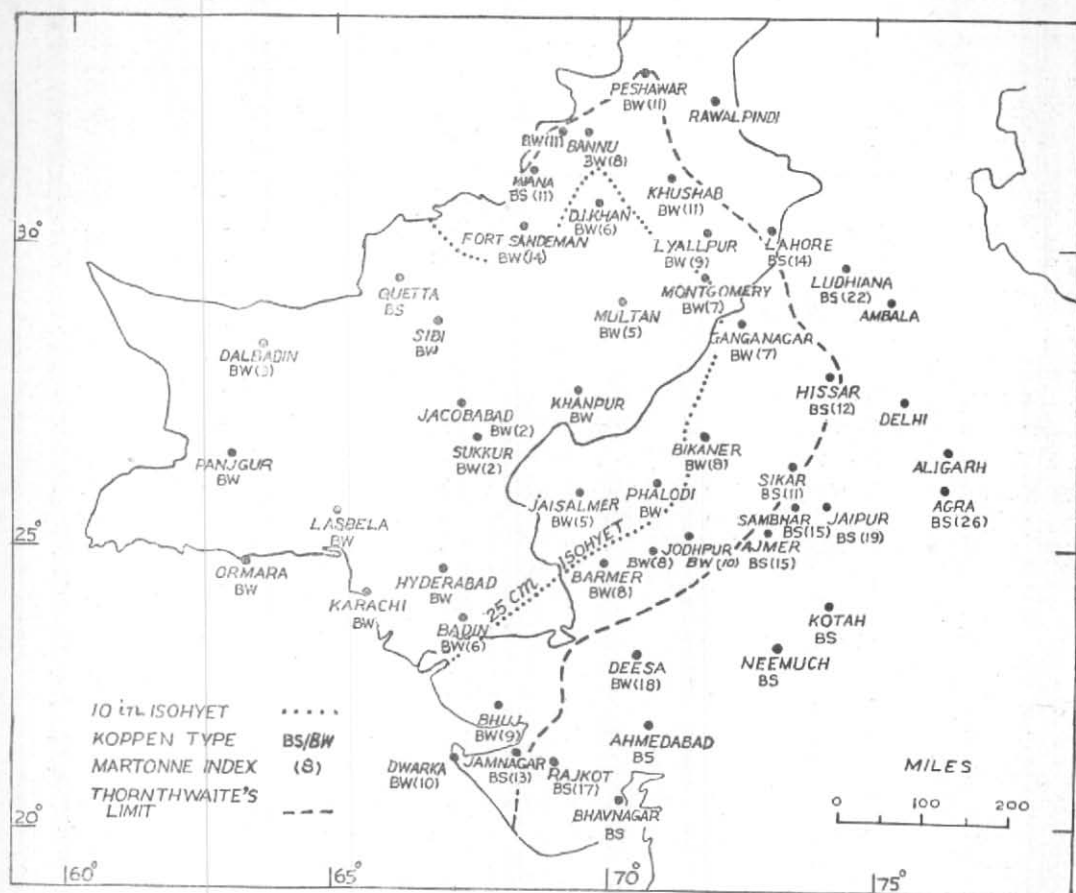 PESHAWAR
BW(11)
RAWALPINDI
BW(11)
BANNU
BW(8)
WANA
BS(11)
KHUSHAB
BW(11)
D.I.KHAN
BW(6)
30°
FORT SANDEMAN
BW(14)
LYALLPUR
BW(9)
LAHORE
BS(14)
LUDHIANA
BS(22)
QUETTA
BS
MONTGOMERY
BW(7)
AMBALA
MULTAN
BW(5)
SIBI
BW
GANGANAGAR
BW(7)
DALBADIN
BW(3)
HISSAR
BS(12)
KHANPUR
BW
DELHI
JACOBABAD
BW(2)
SUKKUR
BW(2)
BIKANER
BW(8)
PANJGUR
BW
ALIGARH
SIKAR
BS(11)
JAISALMER
BW(5)
PHALODI
BW
AGRA
BS(26)
LASBELA
BW
SAMBHAR
BS(15)
JAIPUR
BS(19)
25°
25 cm ISOHYET
JODHPUR
BW(10)
AJMER
BS(15)
BW(8)
ORMARA
BW
BARMER
BW(8)
HYDERABAD
BW
KARACHI
BW
BADIN
BW(6)
KOTAH
BS
NEEMUCH
BS
DEESA
BW(18)
BHUJ
BW(9)
AHMEDABAD
BS
DWARKA
BW(10)
JAMNAGAR
BS(13)
RAJKOT
BS(17)
BHAVNAGAR
BS
10 in. ISOHYET
KOPPEN TYPE BS/BW
MARTONNE INDEX (8)
THORNTHWAITE'S
LIMIT
MILES
0 100 200
20°
60° 65° 70° 75°